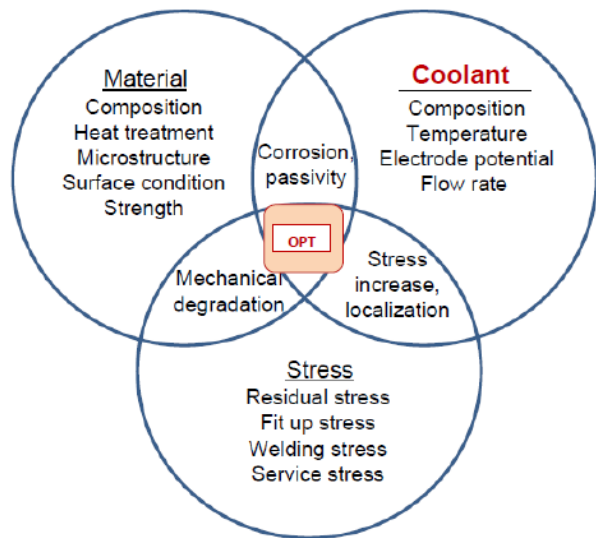 Material
Composition
Heat treatment
Microstructure
Surface condition
Strength
Coolant
Composition
Temperature
Electrode potential
Flow rate
Corrosion,
passivity
OPT
Mechanical
degradation
Stress
increase,
localization
Stress
Residual stress
Fit up stress
Welding stress
Service stress